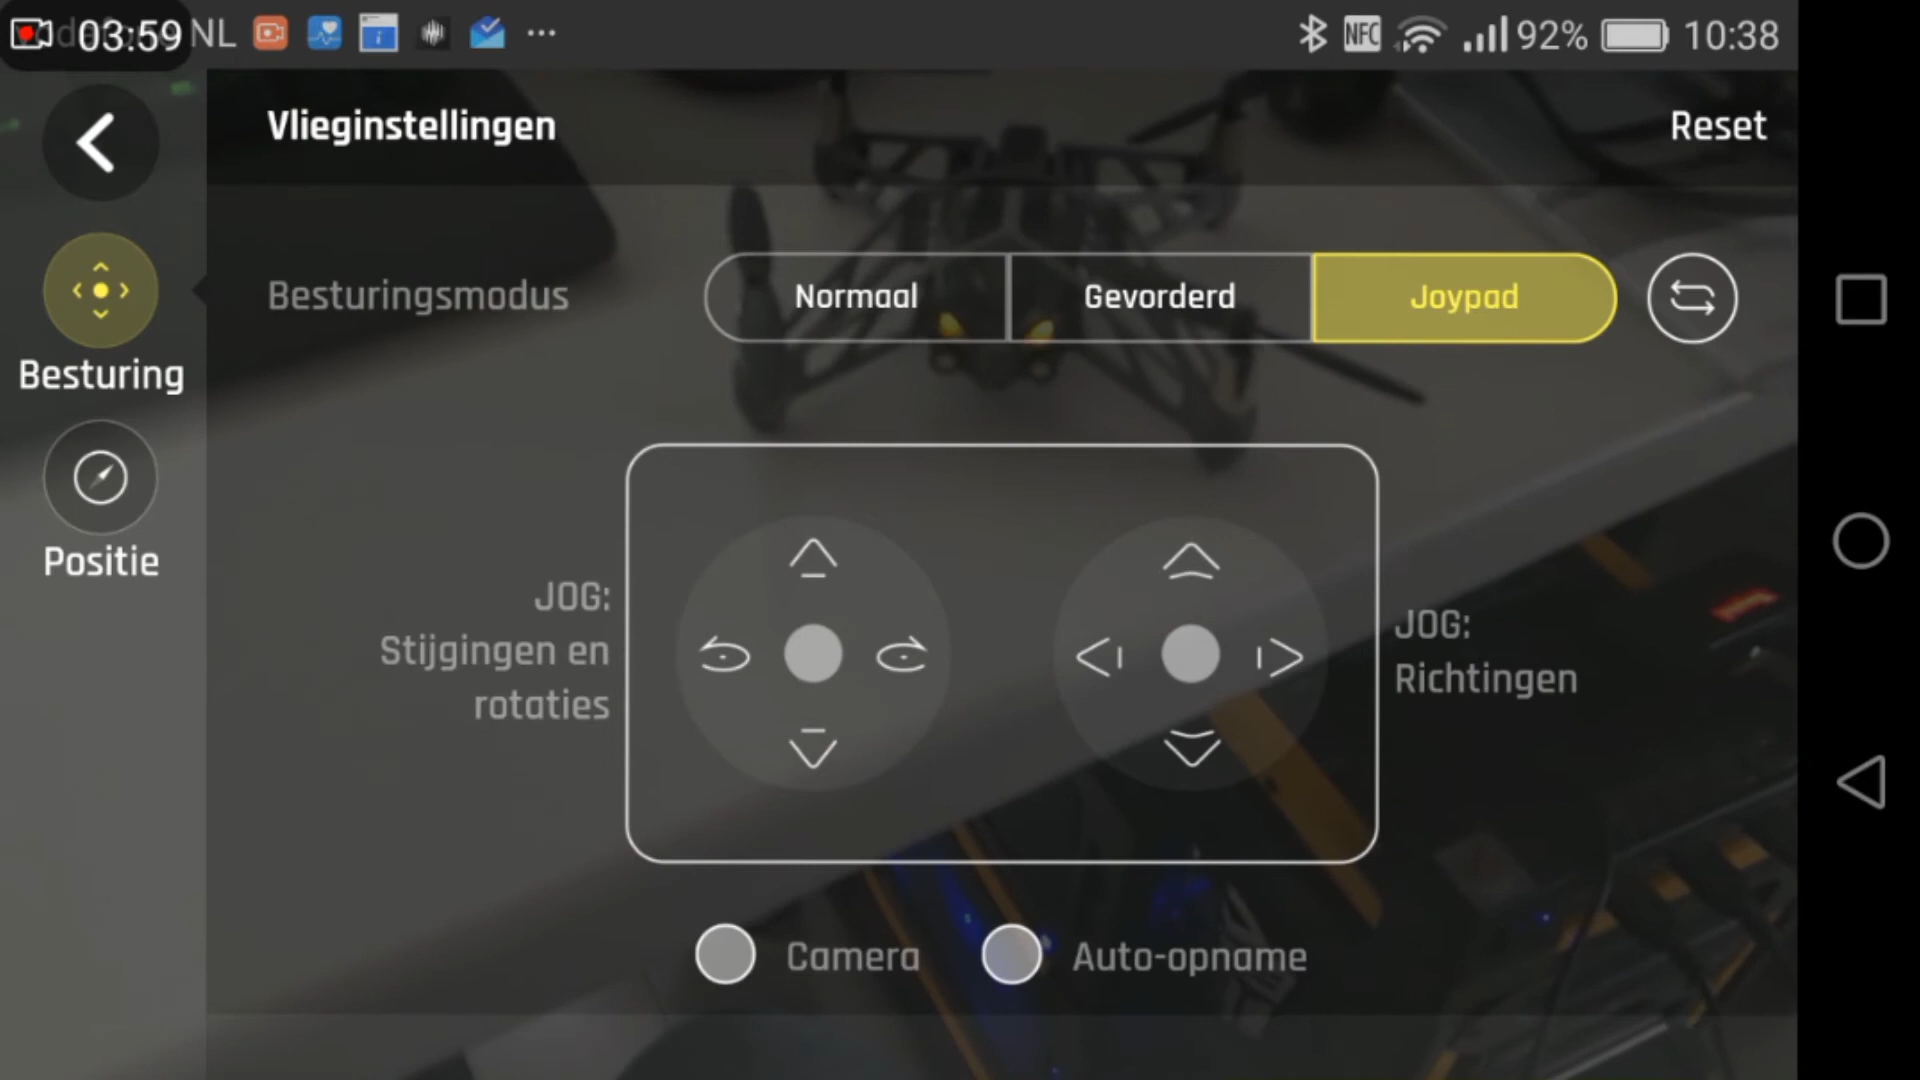 03:59 NL
NFC 92% 10:38
Vlieginstellingen
Reset
Besturingsmodus
Normaal
Gevorderd
Joypad
Besturing
Positie
JOG:
Stijgingen en
rotaties
JOG:
Richtingen
Camera
Auto-opname